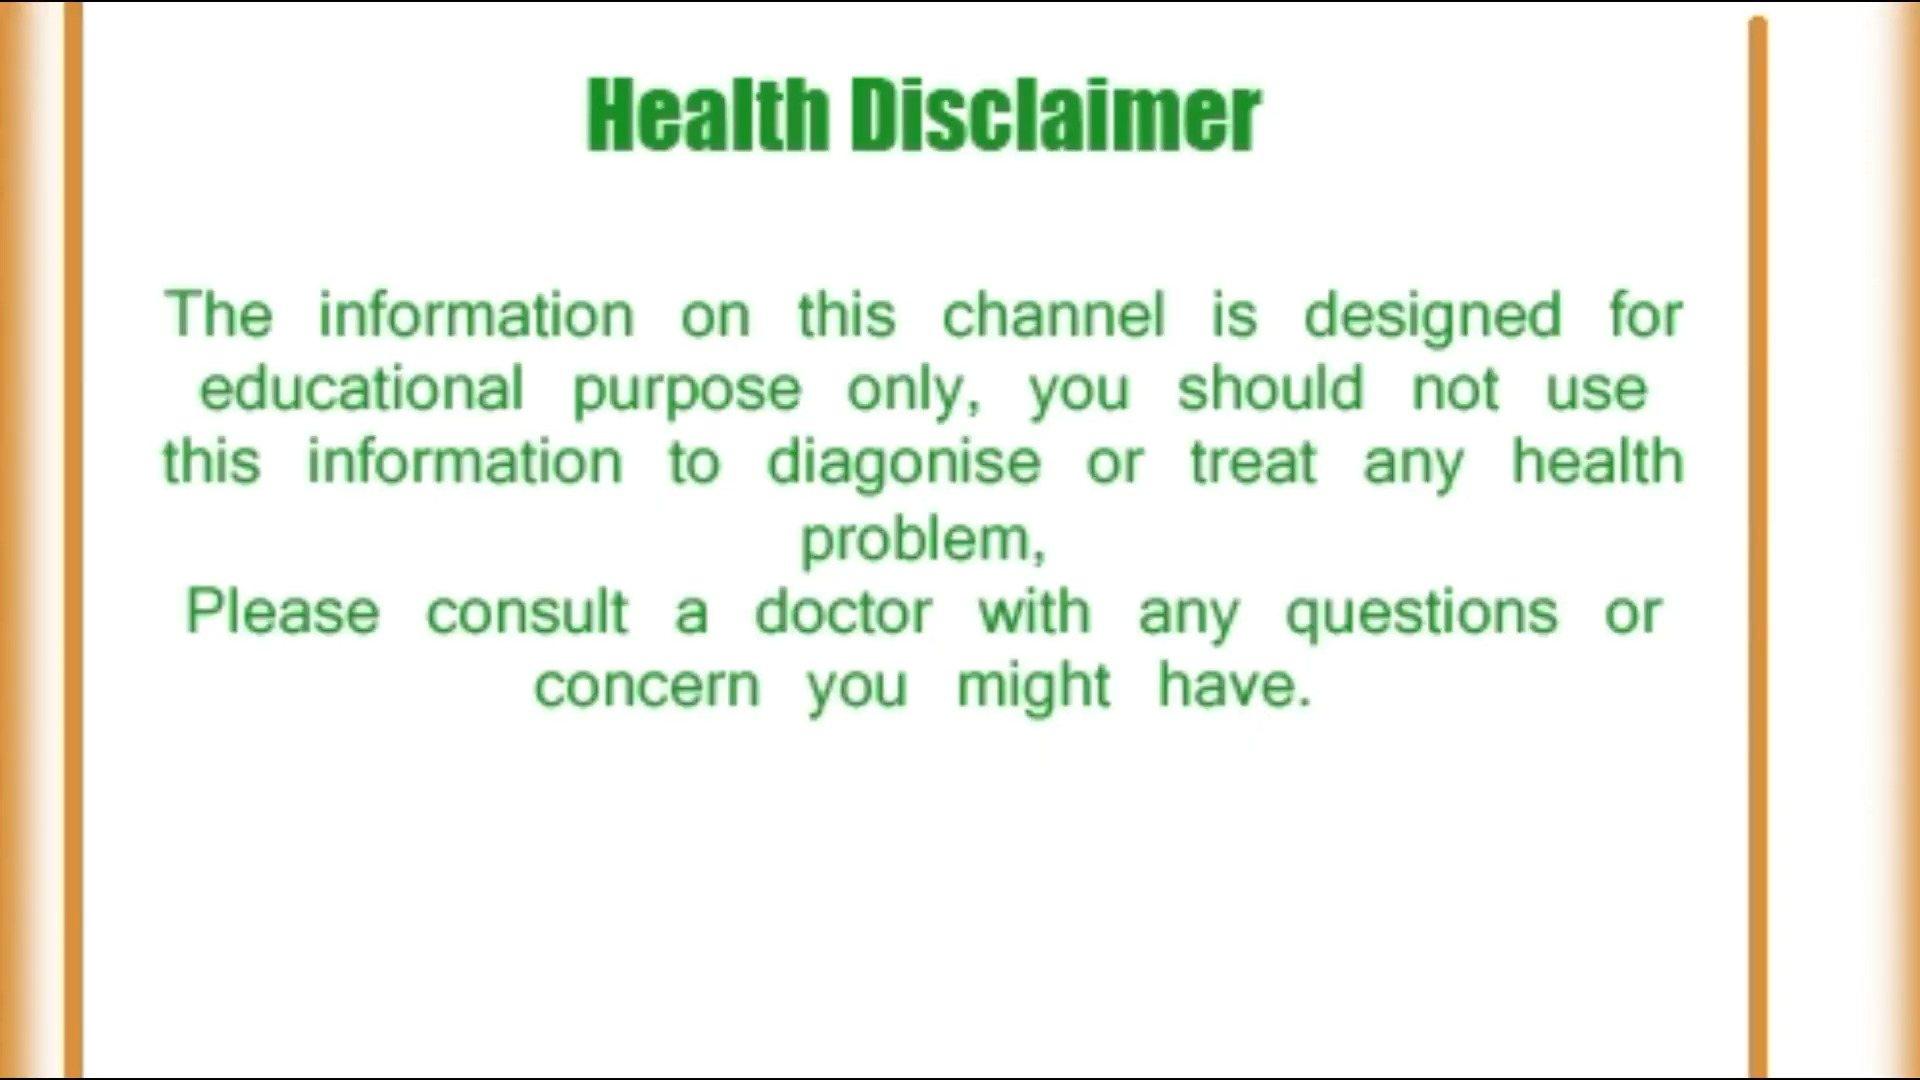 Health Disclaimer
The information on this channel is designed for
educational purpose only, you should not use
this information to diagonise or treat any health
problem,
Please consult a doctor with any questions or
concern you might have.